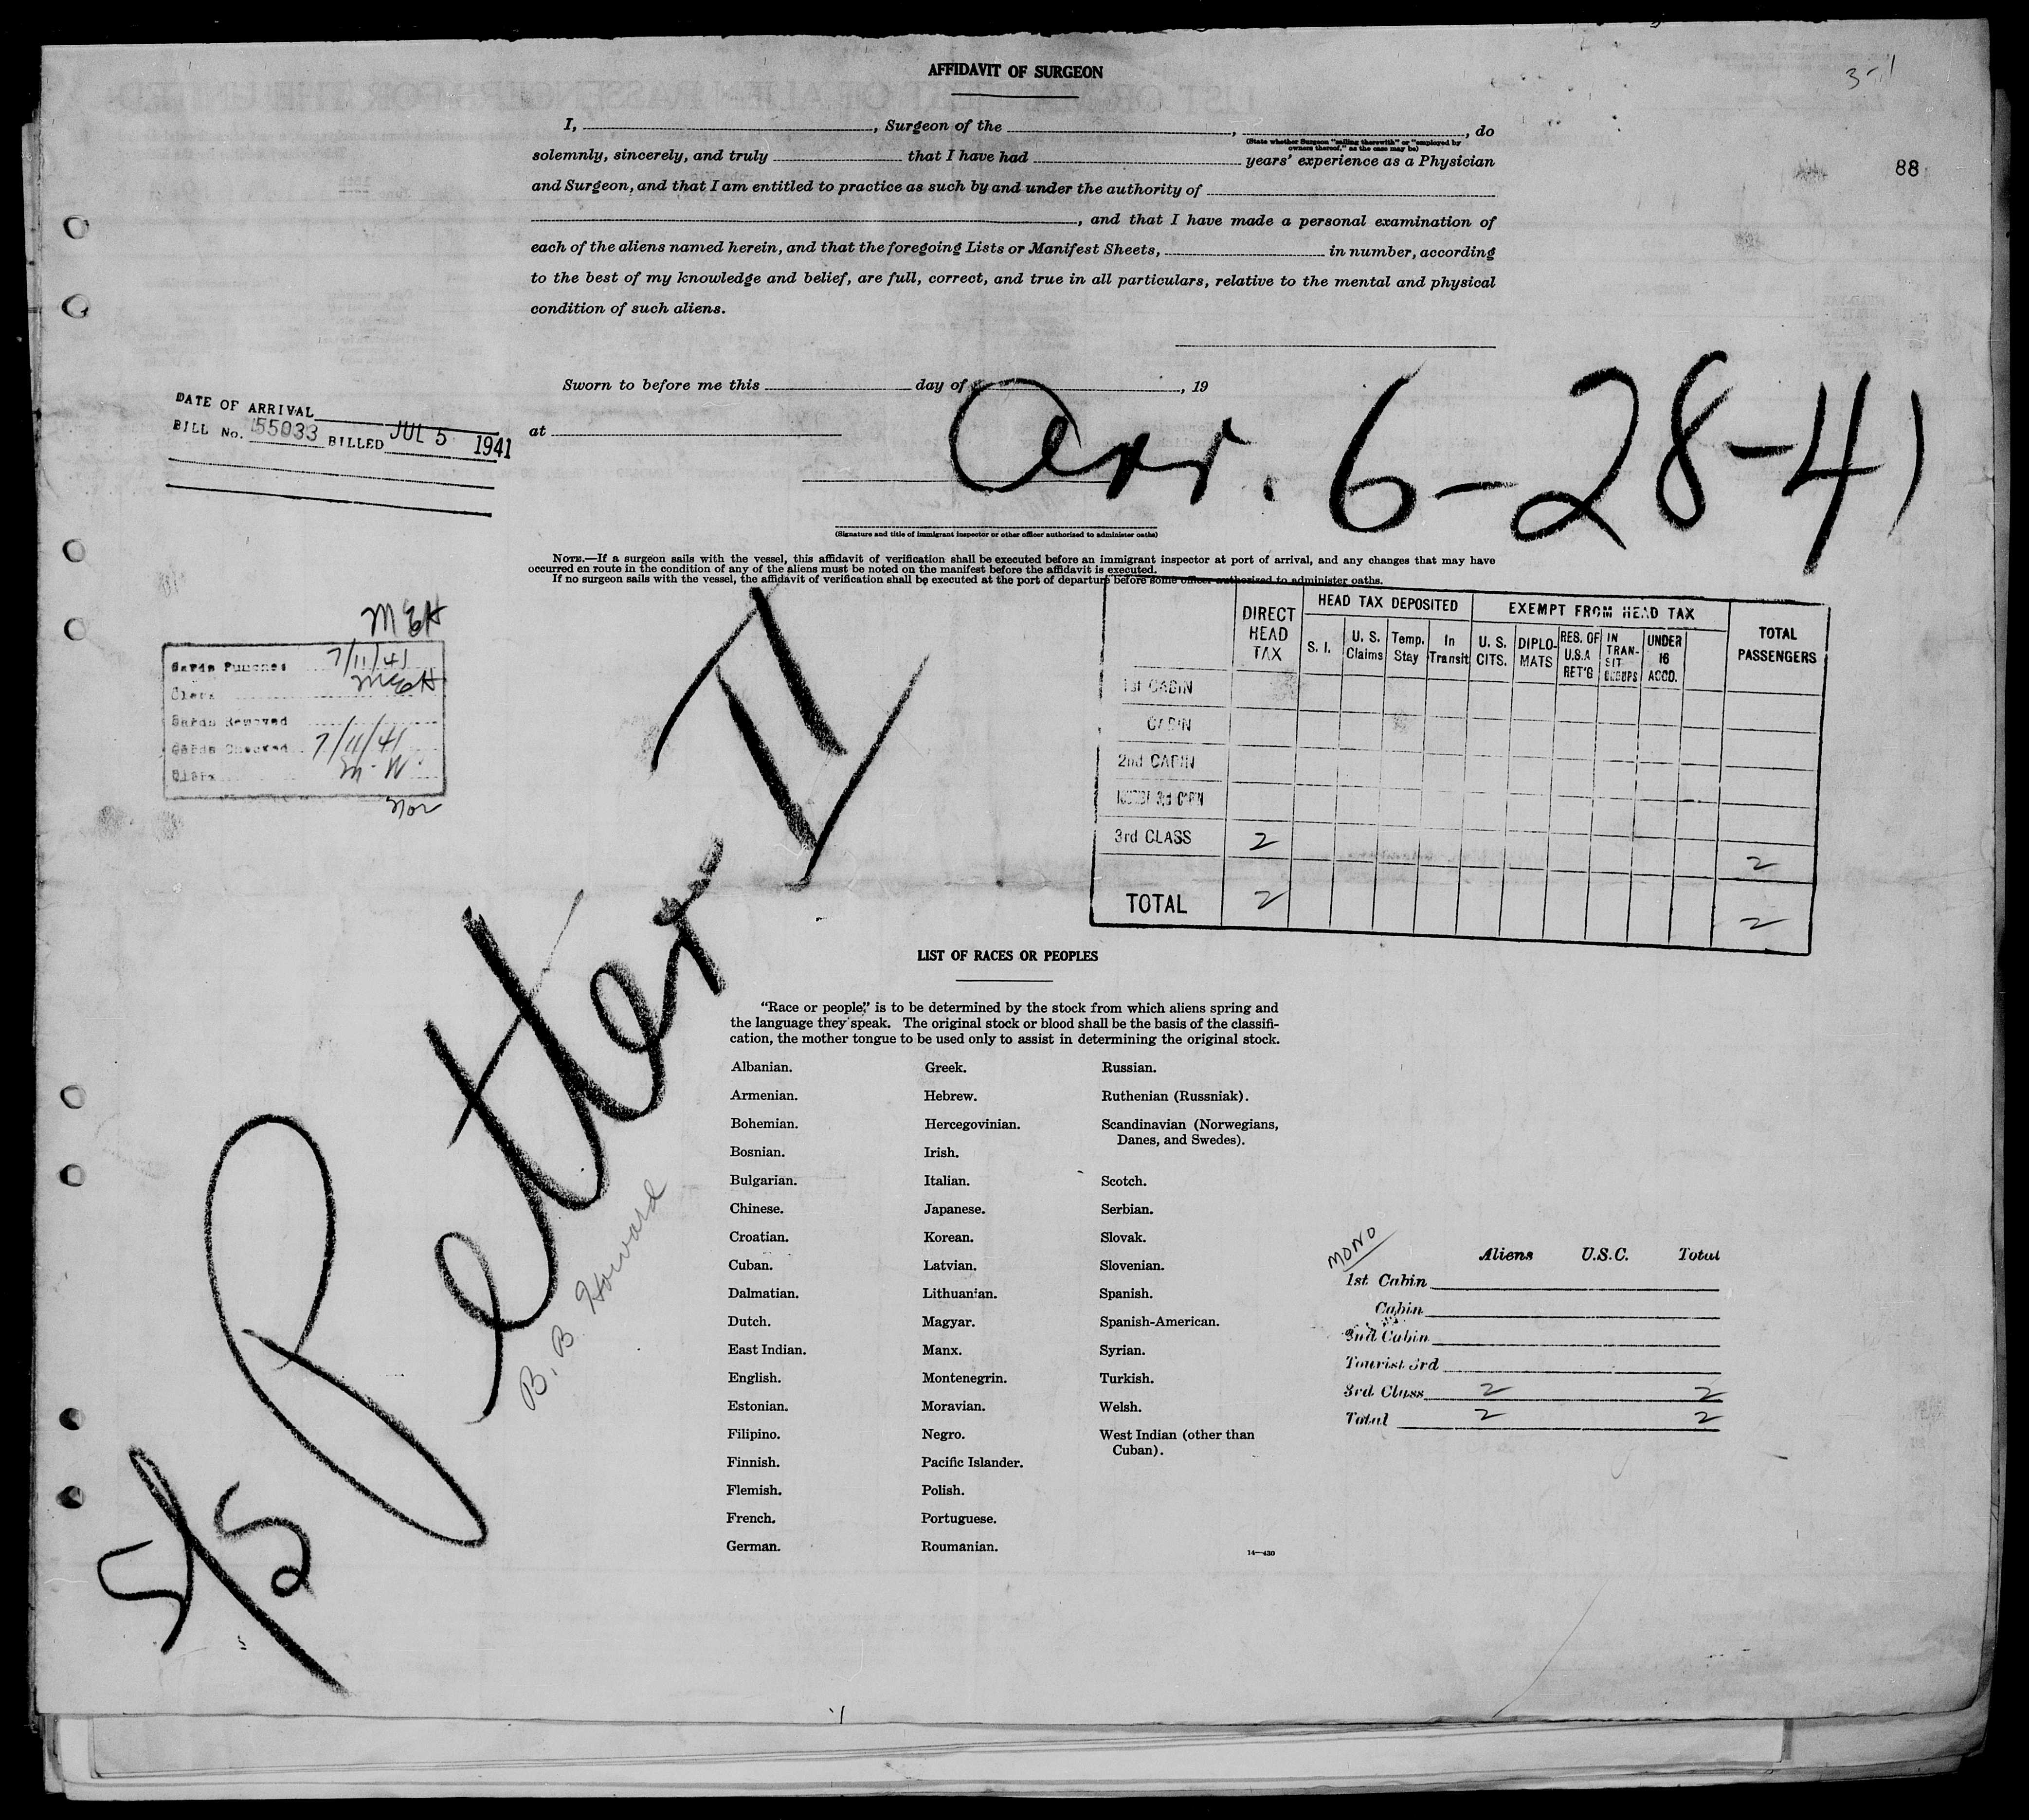 AFFIDAVIT OF SURGEON
I, , Surgeon of the , , do
(State whether Surgeon "sailing therewith" or "employed by
owners thereof," as the case may be)
solemnly, sincerely, and truly that I have had years' experience as a Physician
and Surgeon, and that I am entitled to practice as such by and under the authority of
, and that I have made a personal examination of
each of the aliens named herein, and that the foregoing Lists or Manifest Sheets, in number, according
to the best of my knowledge and belief, are full, correct, and true in all particulars, relative to the mental and physical
condition of such aliens.
88
Sworn to before me this day of , 19
at
DATE OF ARRIVAL
BILL No. 55033 BILLED JUL 5 1941
Arr. 6-28-41
(Signature and title of immigrant inspector or other officer authorized to administer oaths)
NOTE.—If a surgeon sails with the vessel, this affidavit of verification shall be executed before an immigrant inspector at port of arrival, and any changes that may have
occurred en route in the condition of any of the aliens must be noted on the manifest before the affidavit is executed.
If no surgeon sails with the vessel, the affidavit of verification shall be executed at the port of departure before some officer authorized to administer oaths.
MEH
Cards Punched 7/11/41
Clerk MEH
Cards Removed
Cards Checked 7/11/41
Clerk M.W.
DIRECT HEAD TAX
HEAD TAX DEPOSITED
EXEMPT FROM HEAD TAX
TOTAL PASSENGERS
S. I.
U. S. Claims
Temp. Stay
In Transit
U. S. CITS.
DIPLO-MATS
RES. OF U.S.A RET'G
IN TRAN-SIT GROUPS
UNDER 16 ACCD.
1st CABIN
CABIN
2nd CABIN
TOURIST 3rd CABIN
3rd CLASS 2 2
TOTAL 2 2
S/S Petter II
B. B. Howard
LIST OF RACES OR PEOPLES
"Race or people" is to be determined by the stock from which aliens spring and
the language they speak. The original stock or blood shall be the basis of the classifi-
cation, the mother tongue to be used only to assist in determining the original stock.
Albanian.
Armenian.
Bohemian.
Bosnian.
Bulgarian.
Chinese.
Croatian.
Cuban.
Dalmatian.
Dutch.
East Indian.
English.
Estonian.
Filipino.
Finnish.
Flemish.
French.
German.
Greek.
Hebrew.
Hercegovinian.
Irish.
Italian.
Japanese.
Korean.
Latvian.
Lithuanian.
Magyar.
Manx.
Montenegrin.
Moravian.
Negro.
Pacific Islander.
Polish.
Portuguese.
Roumanian.
Russian.
Ruthenian (Russniak).
Scandinavian (Norwegians,
Danes, and Swedes).
Scotch.
Serbian.
Slovak.
Slovenian.
Spanish.
Spanish-American.
Syrian.
Turkish.
Welsh.
West Indian (other than
Cuban).
14—430
MONO
Aliens U.S.C. Total
1st Cabin
Cabin
2nd Cabin
Tourist 3rd
3rd Class 2 2
Total 2 2